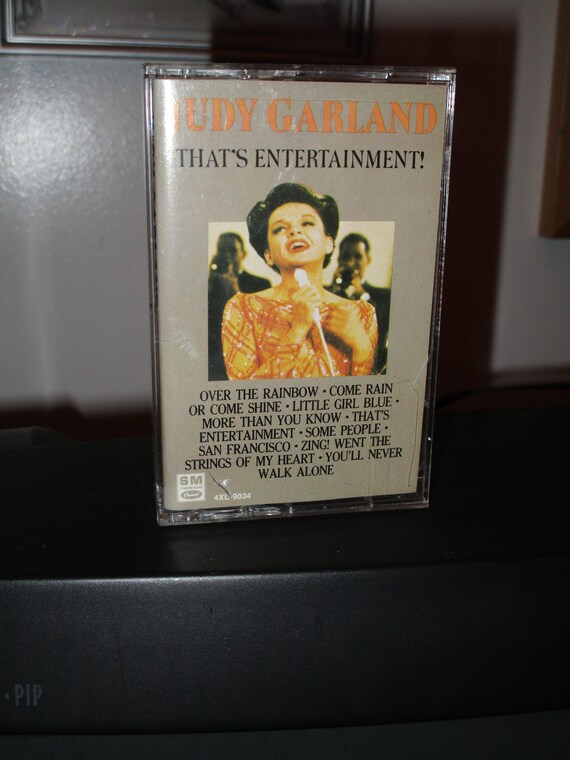 JUDY GARLAND
THAT'S ENTERTAINMENT!
OVER THE RAINBOW • COME RAIN
OR COME SHINE • LITTLE GIRL BLUE •
MORE THAN YOU KNOW • THAT'S
ENTERTAINMENT • SOME PEOPLE •
SAN FRANCISCO • ZING! WENT THE
STRINGS OF MY HEART • YOU'LL NEVER
WALK ALONE
SM
Capitol
4XL-9034
• PIP